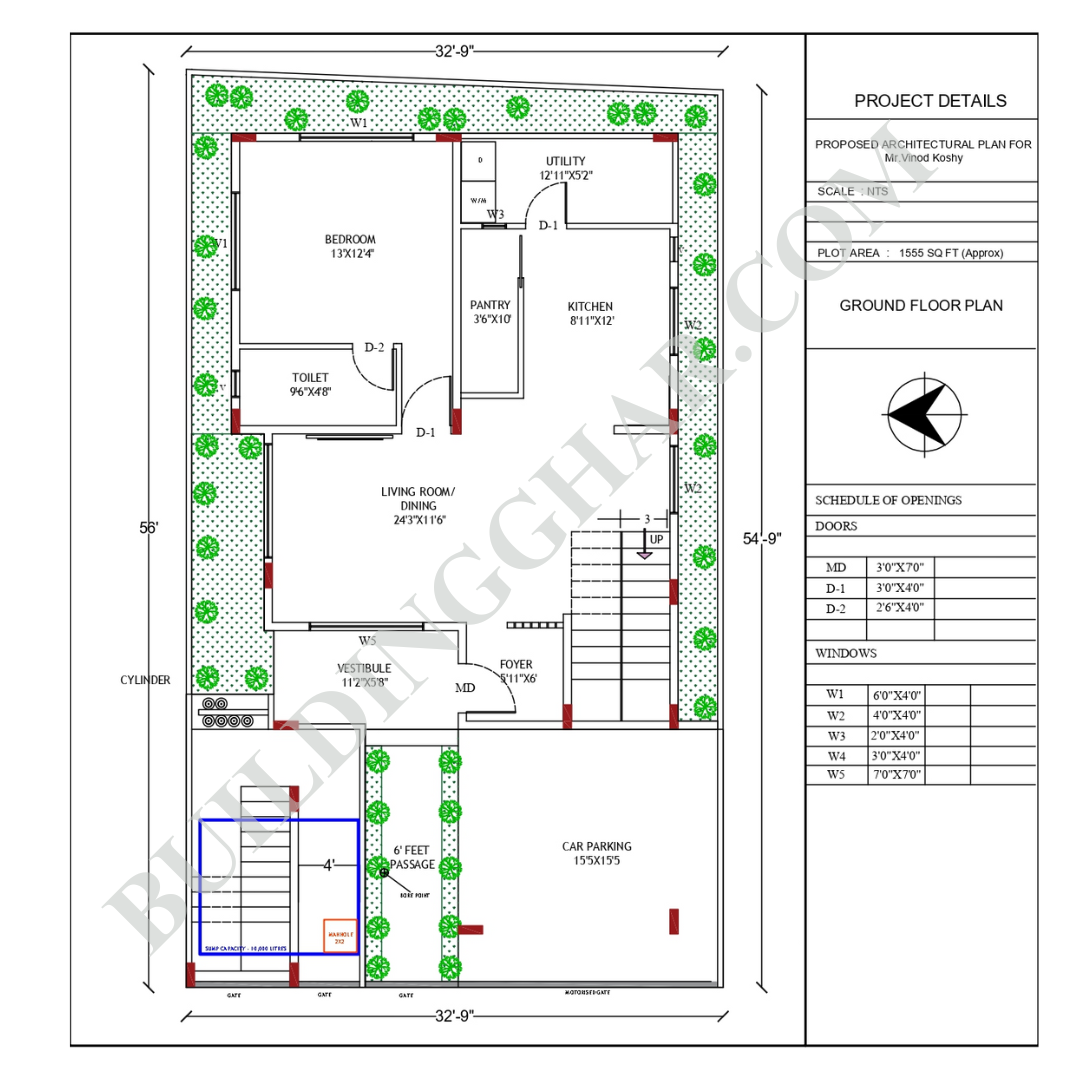 32'-9"
W1
D
UTILITY
12'11"X5'2"
W/M
W3
D-1
W1
BEDROOM
13'X12'4"
PANTRY
3'6"X10'
KITCHEN
8'11"X12'
W2
D-2
TOILET
9'6"X4'8"
V
D-1
LIVING ROOM/
DINING
24'3"X11'6"
W2
3
UP
56'
54'-9"
W5
VESTIBULE
11'2"X5'8"
FOYER
5'11"X6'
MD
CYLINDER
6' FEET
PASSAGE
BORE POINT
CAR PARKING
15'5X15'5
4'
MANHOLE
2X2
SUMP CAPACITY - 10,000 LITRES
GATE
GATE
GATE
MOTORISED GATE
32'-9"
PROJECT DETAILS
PROPOSED ARCHITECTURAL PLAN FOR
Mr.Vinod Koshy
SCALE : NTS
PLOT AREA : 1555 SQ FT (Approx)
GROUND FLOOR PLAN
SCHEDULE OF OPENINGS
DOORS
MD 3'0"X7'0"
D-1 3'0"X4'0"
D-2 2'6"X4'0"
WINDOWS
W1 6'0"X4'0"
W2 4'0"X4'0"
W3 2'0"X4'0"
W4 3'0"X4'0"
W5 7'0"X7'0"
BUILDINGGHAR.COM